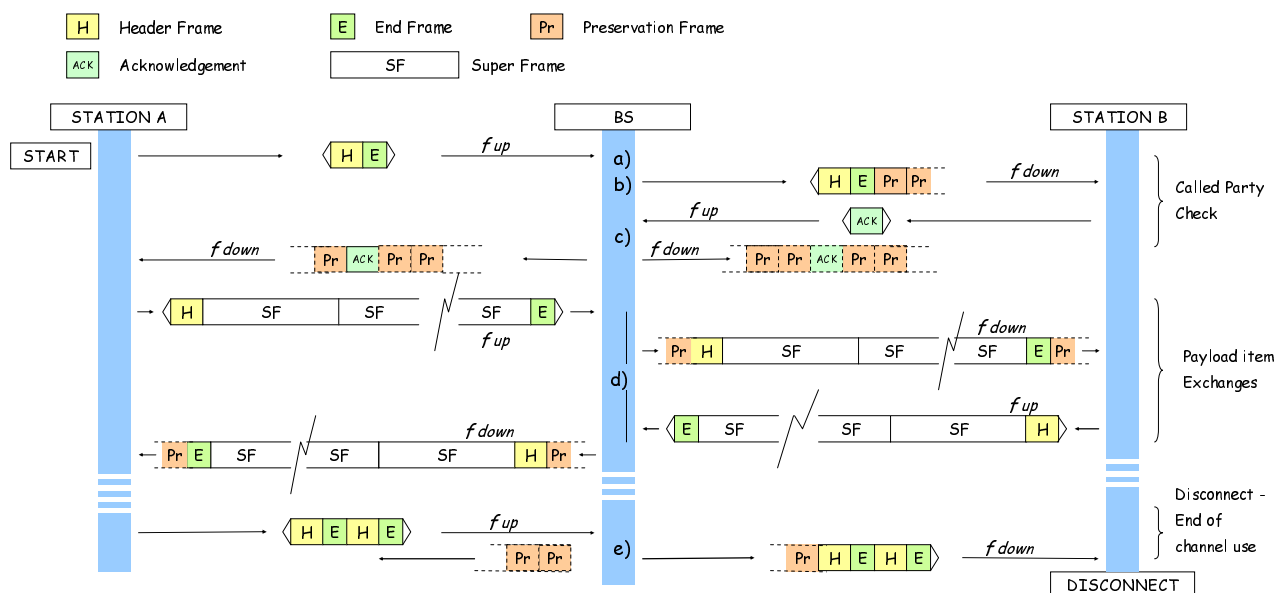 H Header Frame E End Frame Pr Preservation Frame
ACK Acknowledgement SF Super Frame
STATION A BS STATION B
START H E f up a)
b) H E Pr Pr f down
Called Party
Check
f up ACK
c)
f down Pr ACK Pr Pr f down Pr Pr ACK Pr Pr
H SF SF SF E
f up
f down
Pr H SF SF SF E Pr
Payload item
Exchanges
d)
f up
E SF SF SF H
f down
Pr E SF SF SF H Pr
Disconnect -
End of
channel use
H E H E f up
e)
Pr Pr Pr H E H E f down
DISCONNECT